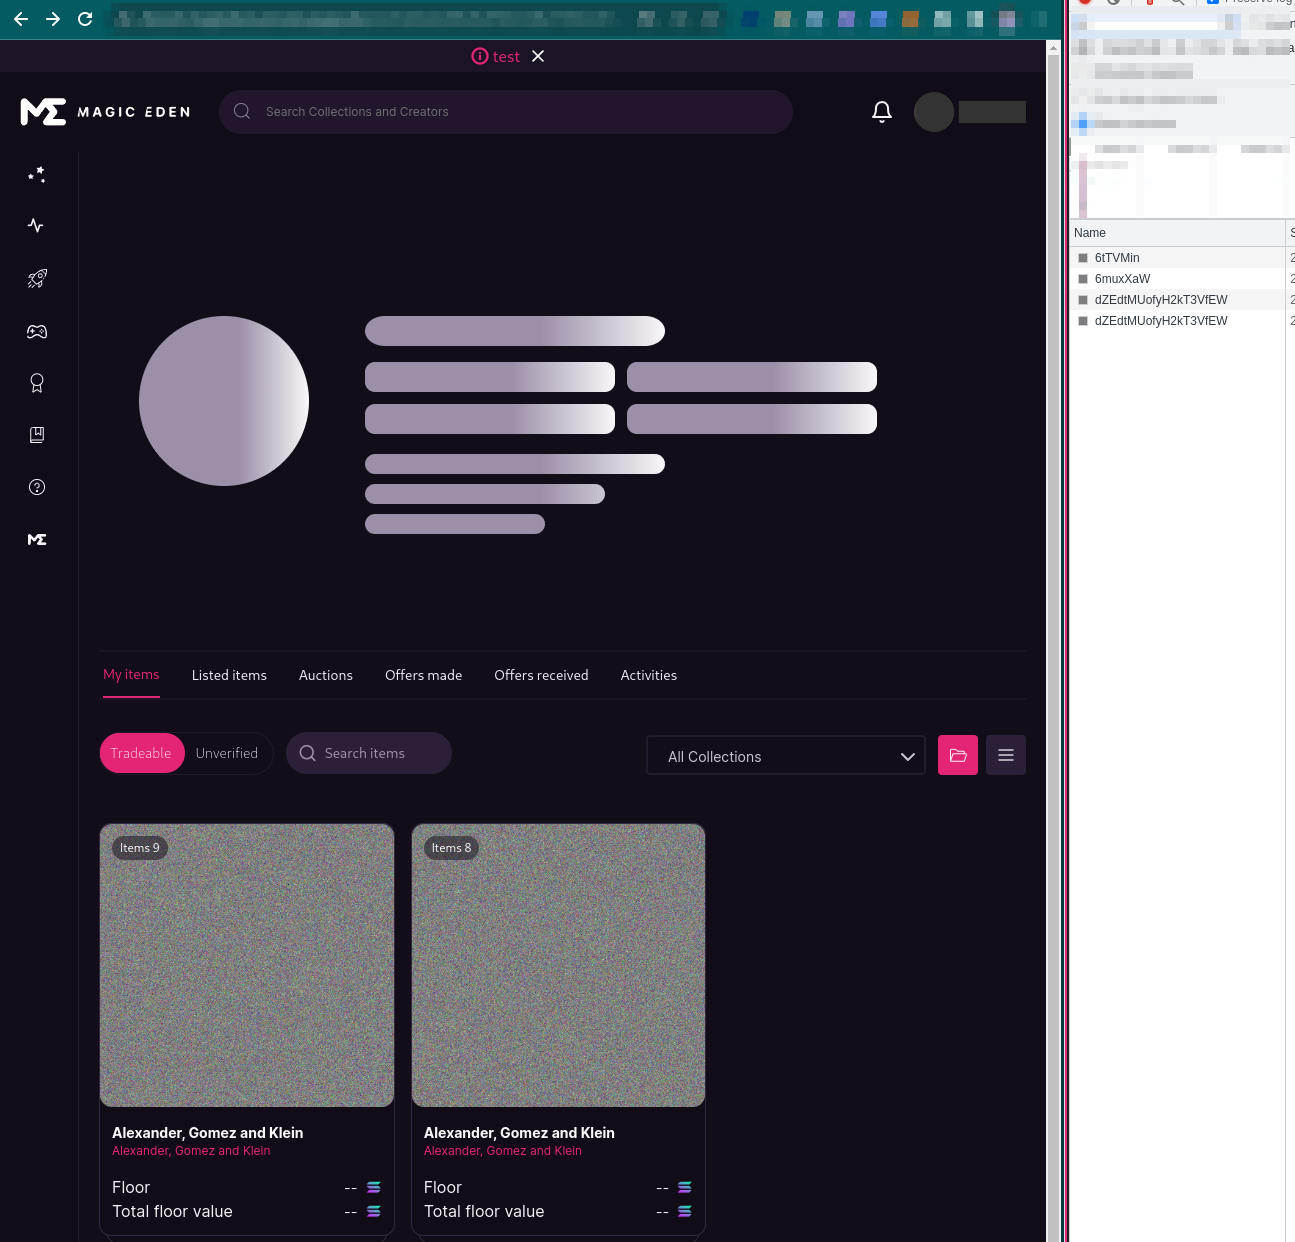 test
MAGIC EDEN
Search Collections and Creators
My items
Listed items
Auctions
Offers made
Offers received
Activities
Tradeable
Unverified
Search items
All Collections
Items 9
Alexander, Gomez and Klein
Alexander, Gomez and Klein
Floor
--
Total floor value
--
Items 8
Alexander, Gomez and Klein
Alexander, Gomez and Klein
Floor
--
Total floor value
--
Preserve log
Name
6tTVMin
6muxXaW
dZEdtMUofyH2kT3VfEW
dZEdtMUofyH2kT3VfEW